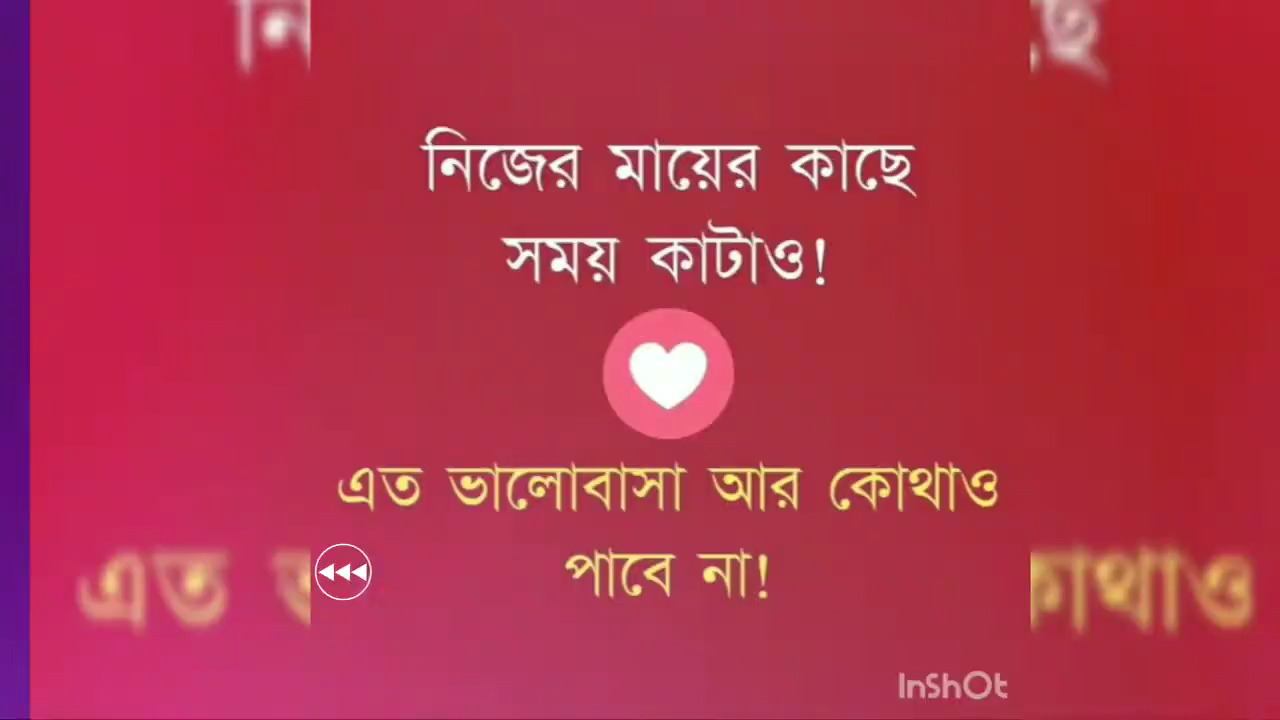 নিজের মায়ের কাছে
সময় কাটাও!
এত ভালোবাসা আর কোথাও
পাবে না!
InShOt